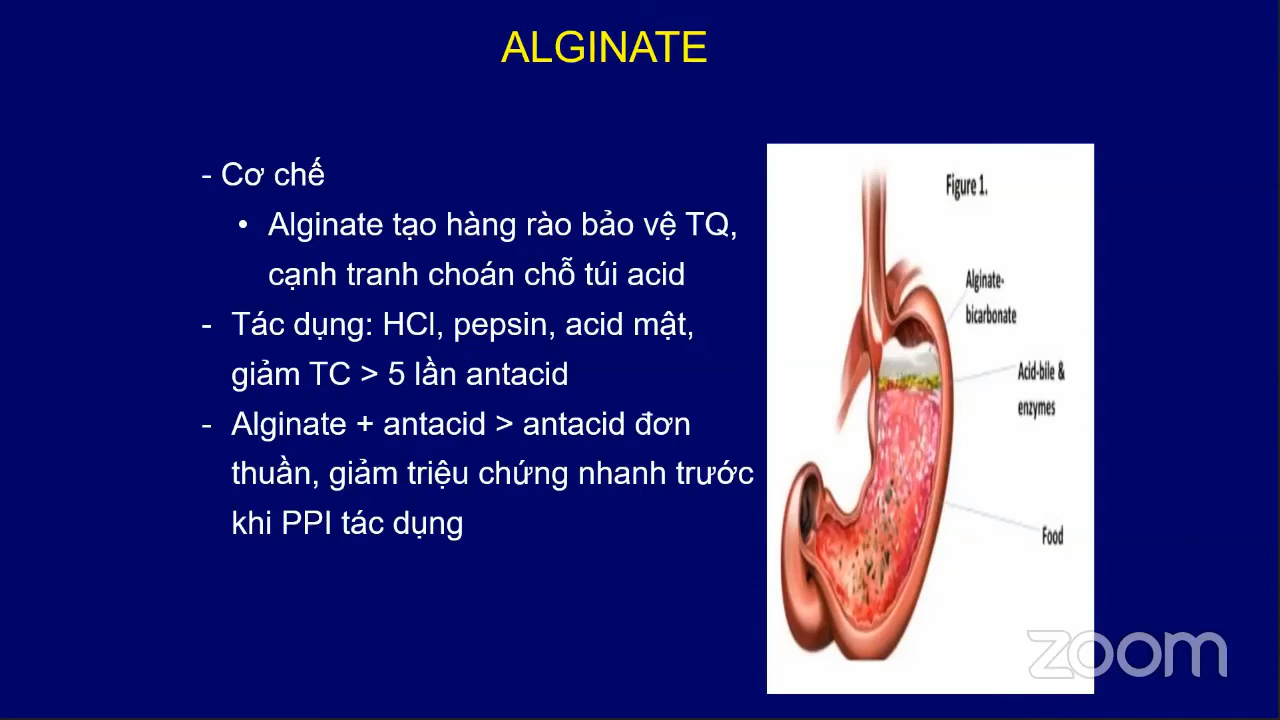 ALGINATE
- Cơ chế
• Alginate tạo hàng rào bảo vệ TQ,
cạnh tranh choán chỗ túi acid
- Tác dụng: HCl, pepsin, acid mật,
giảm TC > 5 lần antacid
- Alginate + antacid > antacid đơn
thuần, giảm triệu chứng nhanh trước
khi PPI tác dụng
Figure 1.
Alginate-
bicarbonate
Acid-bile &
enzymes
Food
zoom